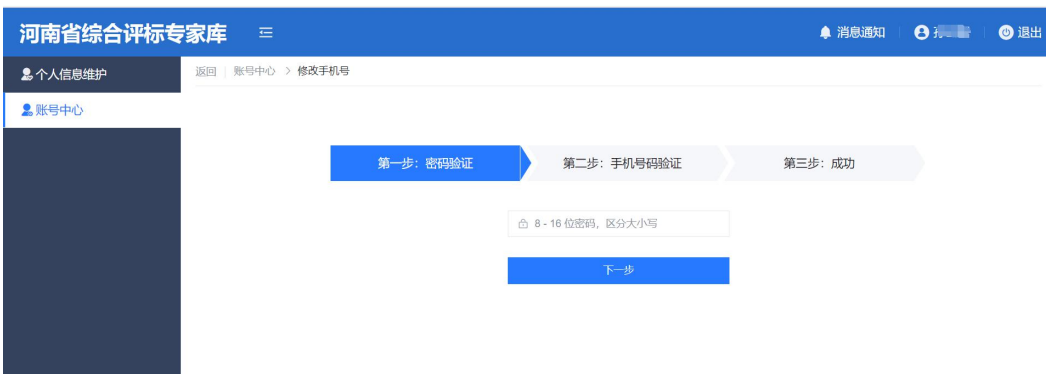 河南省综合评标专家库
消息通知
退出
个人信息维护
返回 | 账号中心 > 修改手机号
账号中心
第一步：密码验证
第二步：手机号码验证
第三步：成功
8 - 16 位密码，区分大小写
下一步